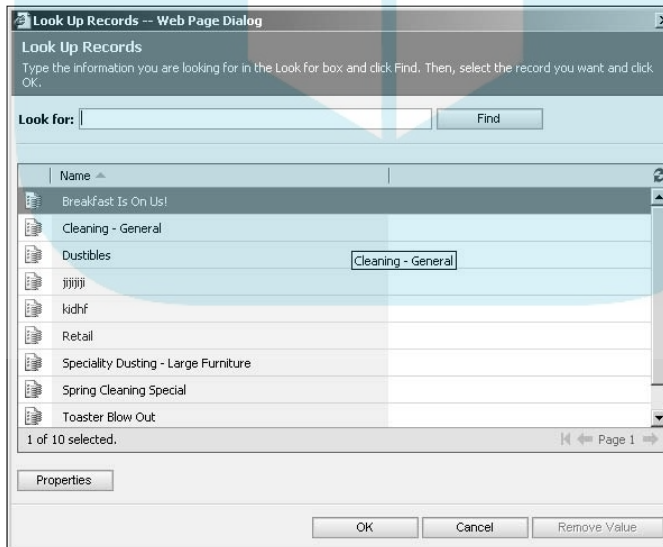 Look Up Records -- Web Page Dialog
Look Up Records
Type the information you are looking for in the Look for box and click Find. Then, select the record you want and click
OK.
Look for:
Find
Name
Breakfast Is On Us!
Cleaning - General
Dustibles
Cleaning - General
jijijiji
kidhf
Retail
Speciality Dusting - Large Furniture
Spring Cleaning Special
Toaster Blow Out
1 of 10 selected.
Page 1
Properties
OK
Cancel
Remove Value